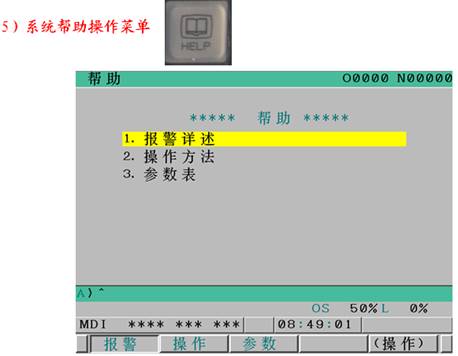 5）系统帮助操作菜单
HELP
帮助 O0000 N00000
***** 帮助 *****
1. 报警详述
2. 操作方法
3. 参数表
A) ^
OS 50% L 0%
MDI **** *** *** 08:49:01
报警 操作 参数 (操作)